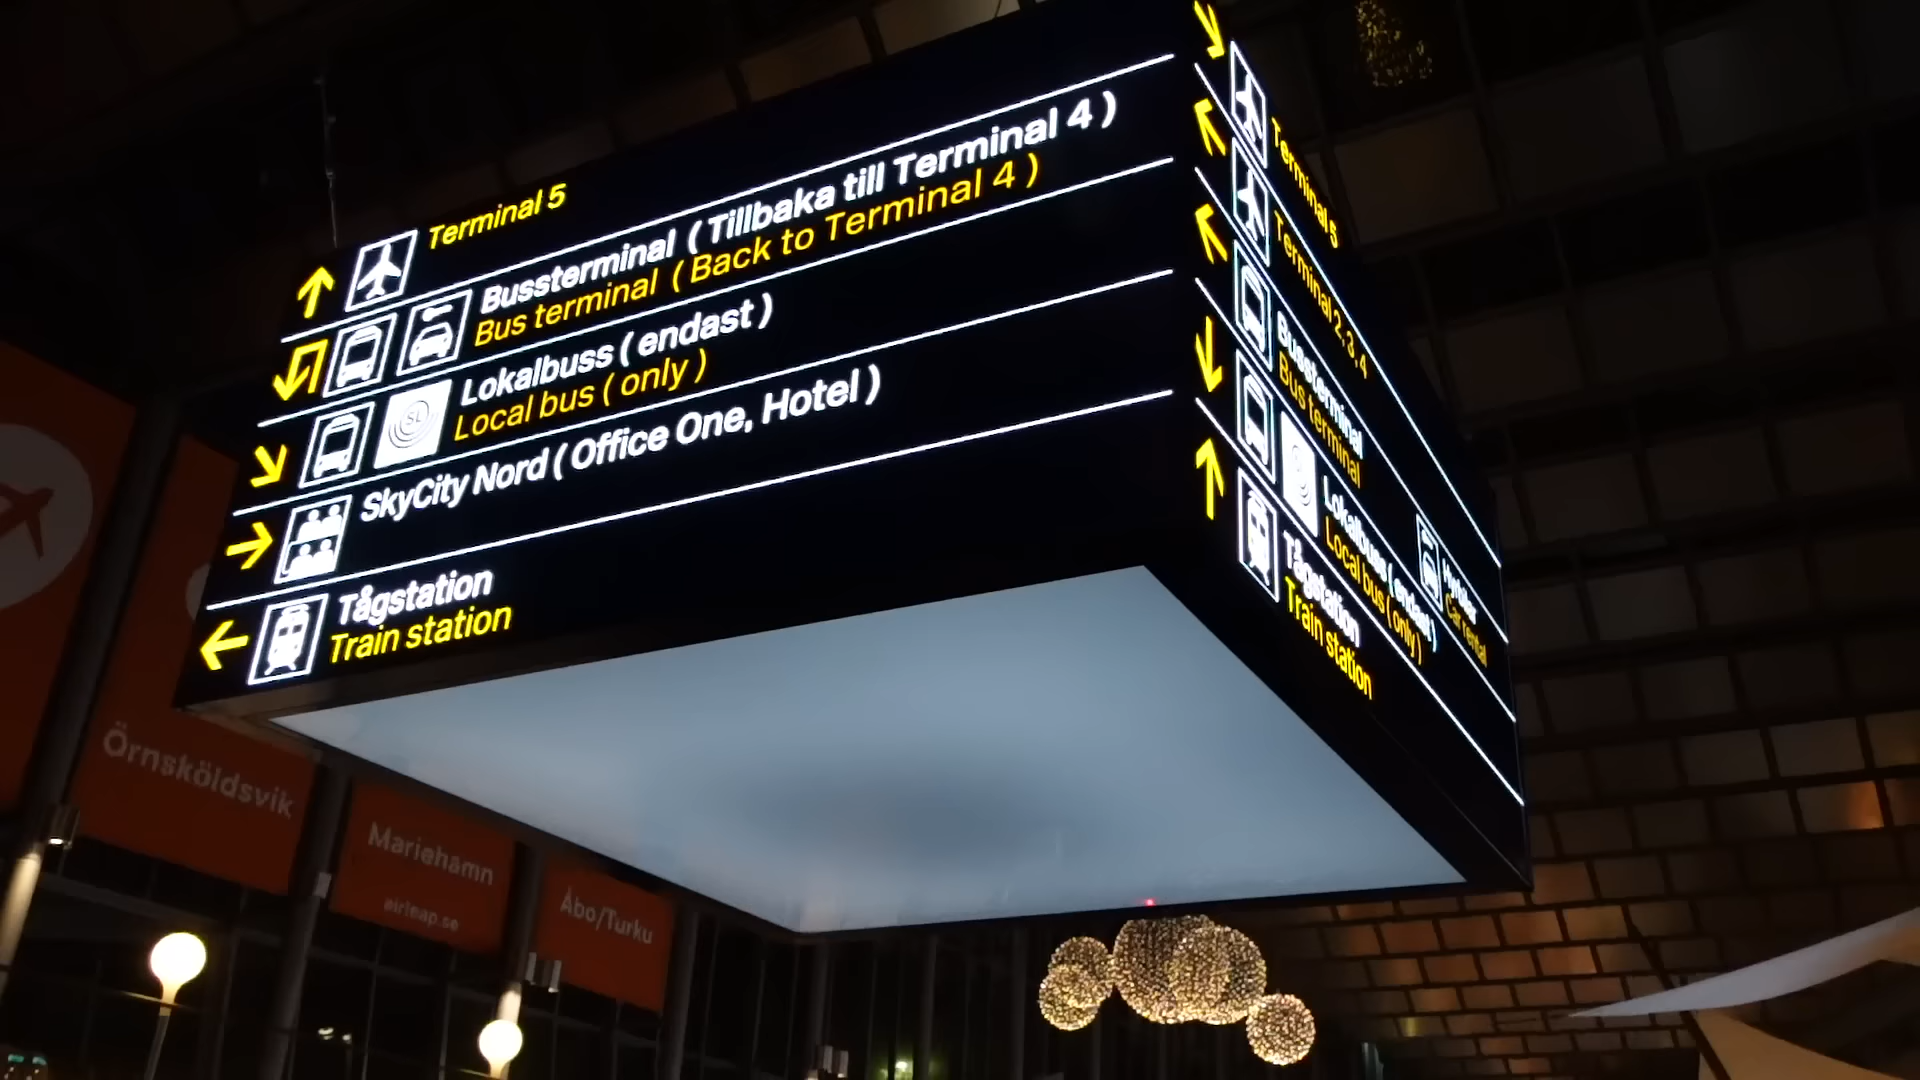 Terminal 5
Bussterminal ( Tillbaka till Terminal 4 )
Bus terminal ( Back to Terminal 4 )
SL
Lokalbuss ( endast )
Local bus ( only )
SkyCity Nord ( Office One, Hotel )
Tågstation
Train station
Terminal 5
Terminal 2, 3, 4
Bussterminal
Bus terminal
Hyrbilar
Car rental
SL
Lokalbuss ( endast )
Local bus ( only )
Tågstation
Train station
Örnsköldsvik
Mariehamn
airleap.se
Åbo/Turku